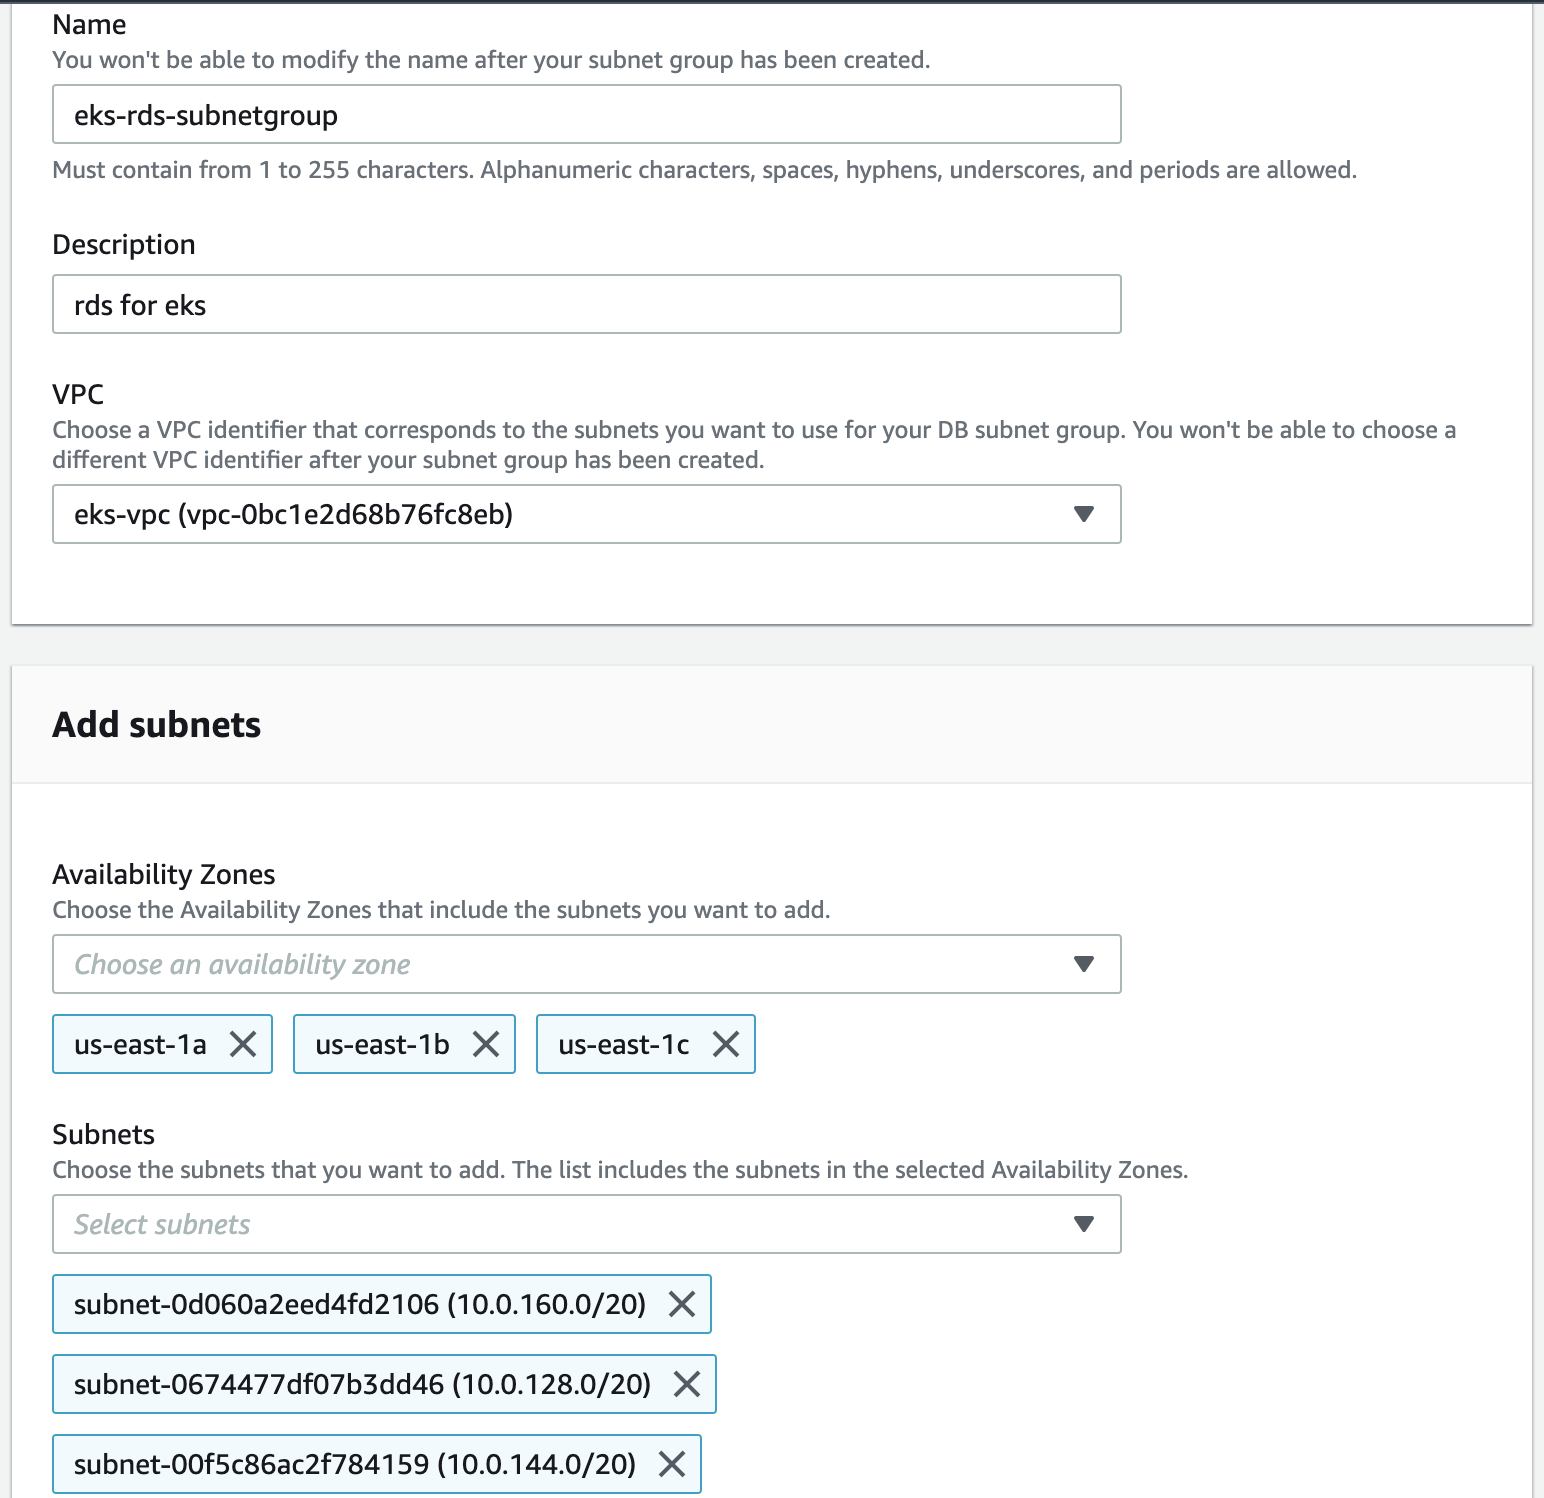 Name
You won't be able to modify the name after your subnet group has been created.
eks-rds-subnetgroup
Must contain from 1 to 255 characters. Alphanumeric characters, spaces, hyphens, underscores, and periods are allowed.
Description
rds for eks
VPC
Choose a VPC identifier that corresponds to the subnets you want to use for your DB subnet group. You won't be able to choose a
different VPC identifier after your subnet group has been created.
eks-vpc (vpc-0bc1e2d68b76fc8eb)
Add subnets
Availability Zones
Choose the Availability Zones that include the subnets you want to add.
Choose an availability zone
us-east-1a us-east-1b us-east-1c
Subnets
Choose the subnets that you want to add. The list includes the subnets in the selected Availability Zones.
Select subnets
subnet-0d060a2eed4fd2106 (10.0.160.0/20)
subnet-0674477df07b3dd46 (10.0.128.0/20)
subnet-00f5c86ac2f784159 (10.0.144.0/20)